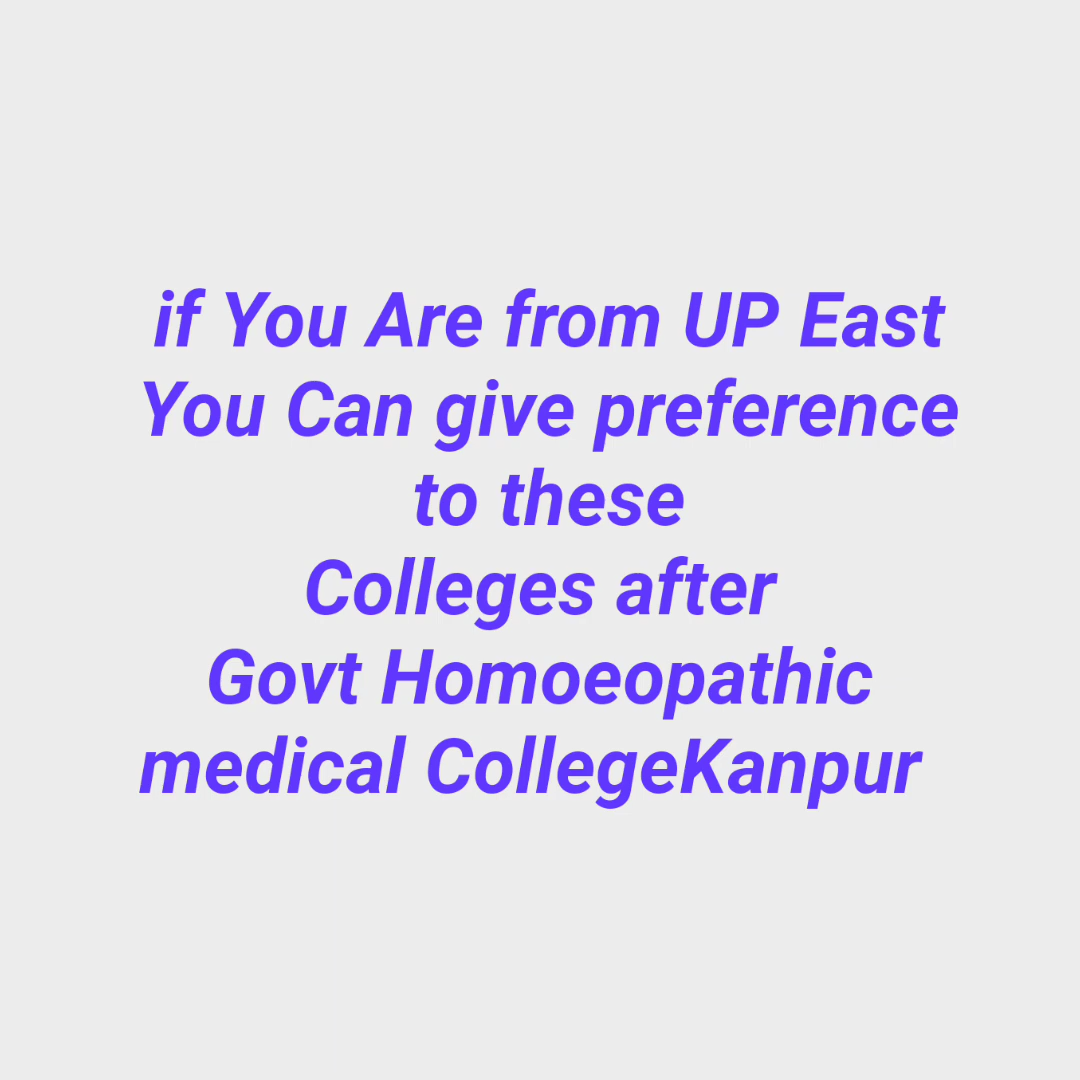 if You Are from UP East
You Can give preference
to these
Colleges after
Govt Homoeopathic
medical CollegeKanpur